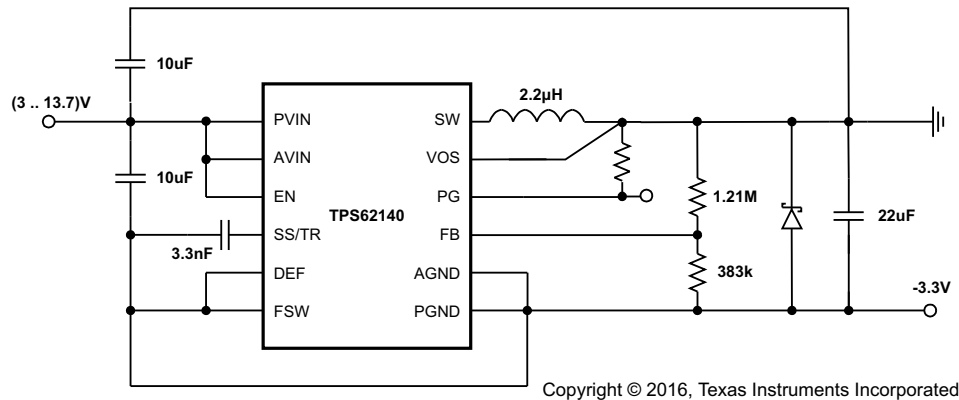 10uF
(3 .. 13.7)V
10uF
3.3nF
PVIN
AVIN
EN
SS/TR
DEF
FSW
TPS62140
SW
VOS
PG
FB
AGND
PGND
2.2µH
1.21M
383k
22uF
-3.3V
Copyright © 2016, Texas Instruments Incorporated